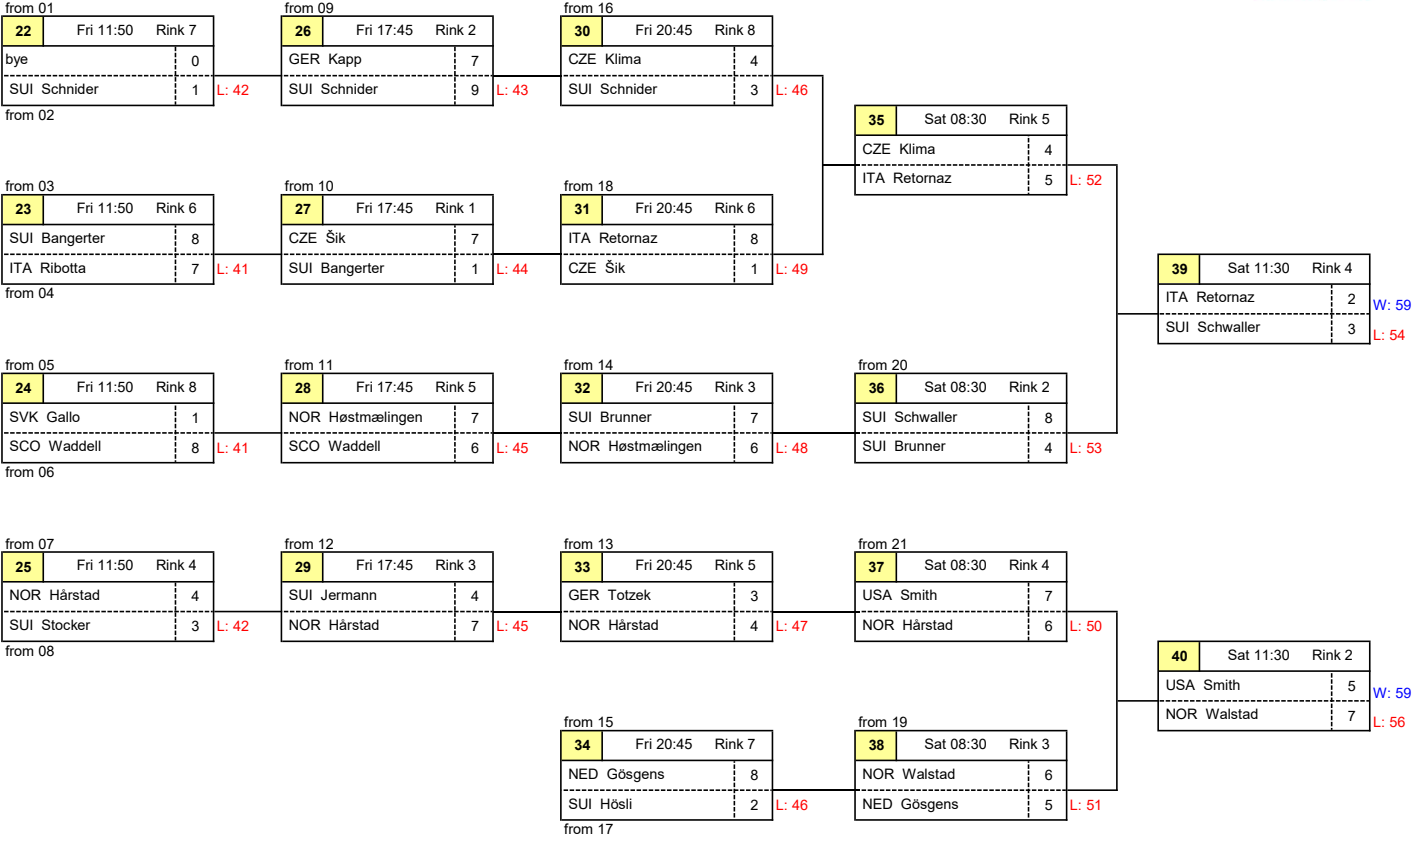 from 01
22 Fri 11:50 Rink 7
bye 0
SUI Schnider 1 L: 42
from 02
from 09
26 Fri 17:45 Rink 2
GER Kapp 7
SUI Schnider 9 L: 43
from 16
30 Fri 20:45 Rink 8
CZE Klima 4
SUI Schnider 3 L: 46
35 Sat 08:30 Rink 5
CZE Klima 4
ITA Retornaz 5 L: 52
from 03
23 Fri 11:50 Rink 6
SUI Bangerter 8
ITA Ribotta 7 L: 41
from 04
from 10
27 Fri 17:45 Rink 1
CZE Šik 7
SUI Bangerter 1 L: 44
from 18
31 Fri 20:45 Rink 6
ITA Retornaz 8
CZE Šik 1 L: 49
39 Sat 11:30 Rink 4
ITA Retornaz 2 W: 59
SUI Schwaller 3 L: 54
from 05
24 Fri 11:50 Rink 8
SVK Gallo 1
SCO Waddell 8 L: 41
from 06
from 11
28 Fri 17:45 Rink 5
NOR Høstmælingen 7
SCO Waddell 6 L: 45
from 14
32 Fri 20:45 Rink 3
SUI Brunner 7
NOR Høstmælingen 6 L: 48
from 20
36 Sat 08:30 Rink 2
SUI Schwaller 8
SUI Brunner 4 L: 53
from 07
25 Fri 11:50 Rink 4
NOR Hårstad 4
SUI Stocker 3 L: 42
from 08
from 12
29 Fri 17:45 Rink 3
SUI Jermann 4
NOR Hårstad 7 L: 45
from 13
33 Fri 20:45 Rink 5
GER Totzek 3
NOR Hårstad 4 L: 47
from 21
37 Sat 08:30 Rink 4
USA Smith 7
NOR Hårstad 6 L: 50
40 Sat 11:30 Rink 2
USA Smith 5 W: 59
NOR Walstad 7 L: 56
from 15
34 Fri 20:45 Rink 7
NED Gösgens 8
SUI Hösli 2 L: 46
from 17
from 19
38 Sat 08:30 Rink 3
NOR Walstad 6
NED Gösgens 5 L: 51